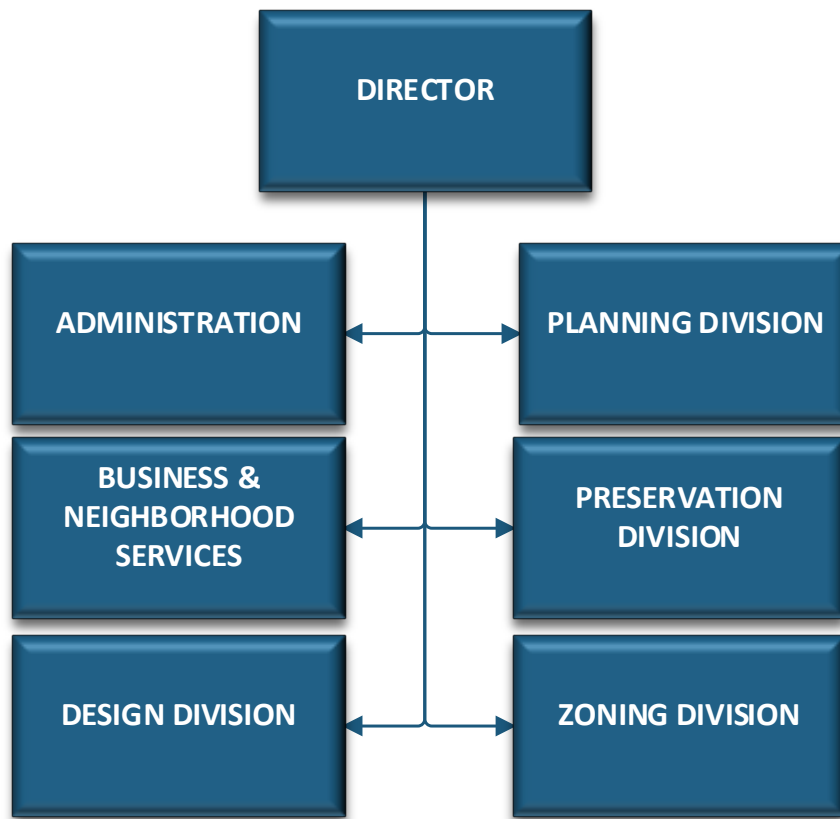 DIRECTOR
ADMINISTRATION
PLANNING DIVISION
BUSINESS &
NEIGHBORHOOD
SERVICES
PRESERVATION
DIVISION
DESIGN DIVISION
ZONING DIVISION